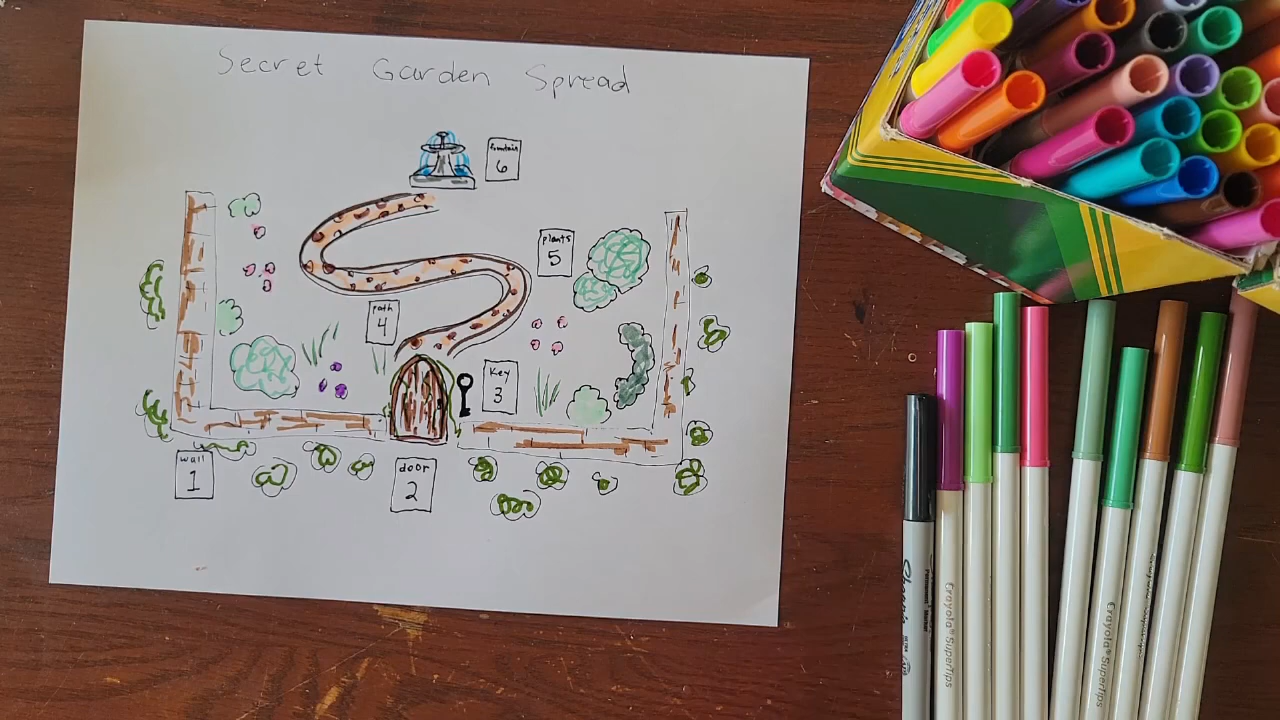 Secret Garden Spread
fountain
6
plants
5
path
4
Key
3
wall
1
door
2
Sharpie
Crayola® SuperTips
Crayola® SuperTips